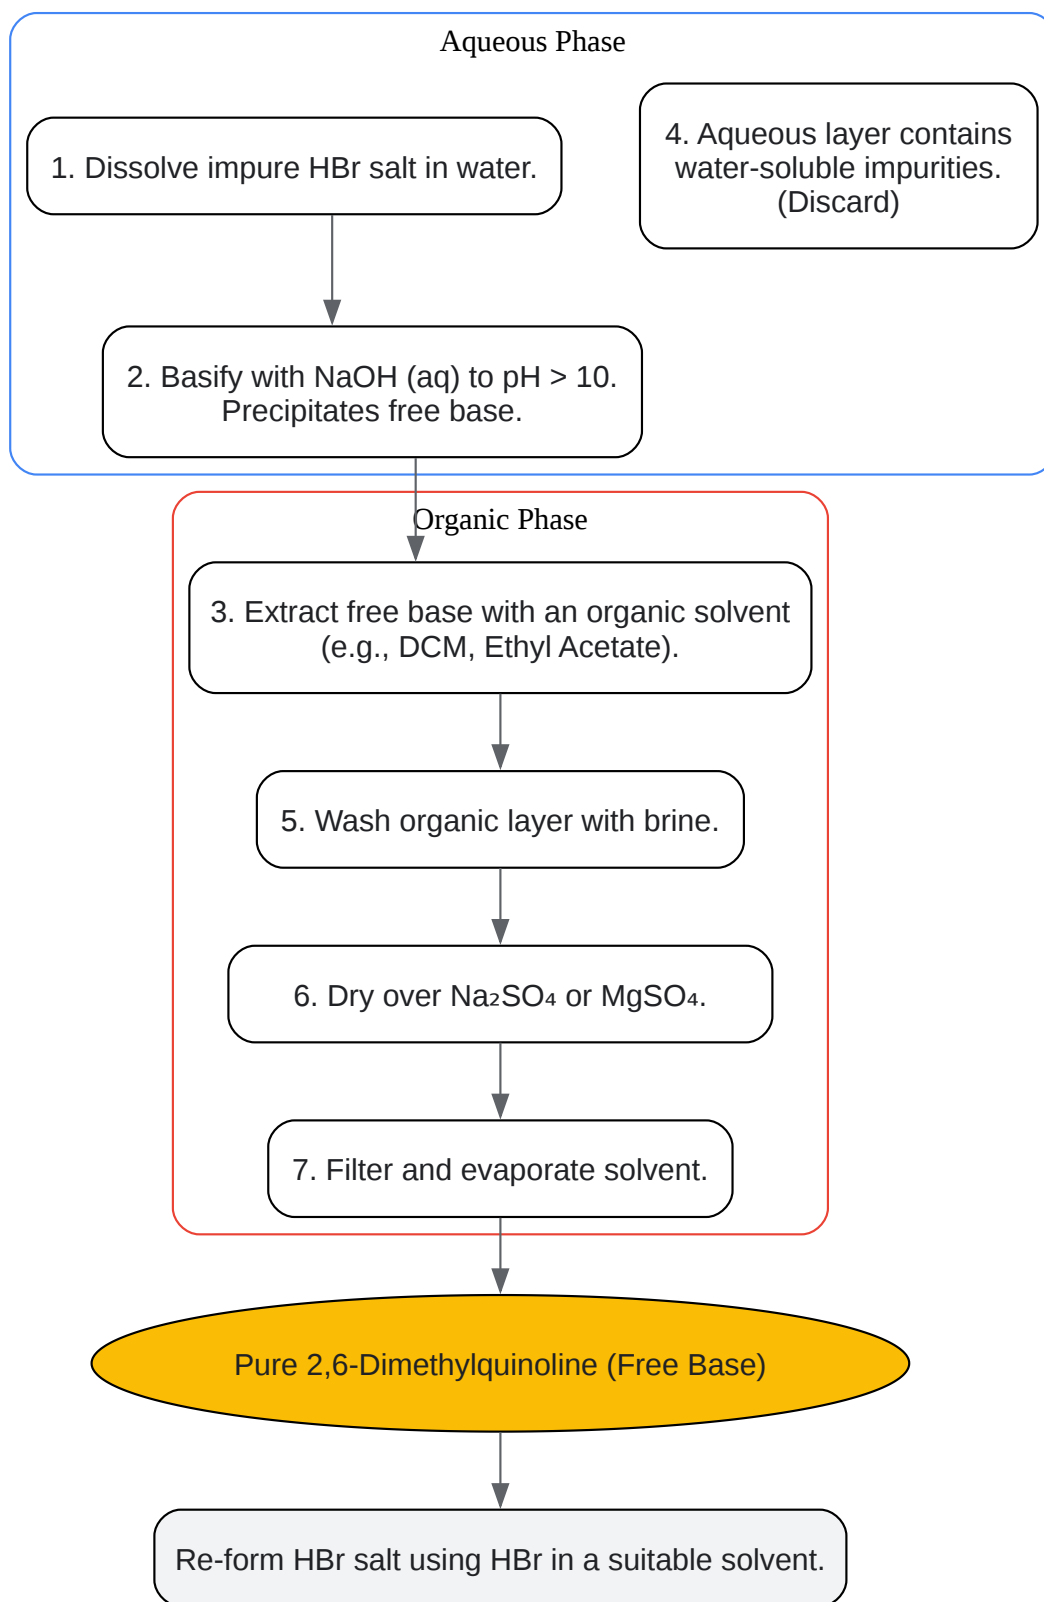 Aqueous Phase
1. Dissolve impure HBr salt in water.
4. Aqueous layer contains
water-soluble impurities.
(Discard)
2. Basify with NaOH (aq) to pH > 10.
Precipitates free base.
Organic Phase
3. Extract free base with an organic solvent
(e.g., DCM, Ethyl Acetate).
5. Wash organic layer with brine.
6. Dry over Na₂SO₄ or MgSO₄.
7. Filter and evaporate solvent.
Pure 2,6-Dimethylquinoline (Free Base)
Re-form HBr salt using HBr in a suitable solvent.